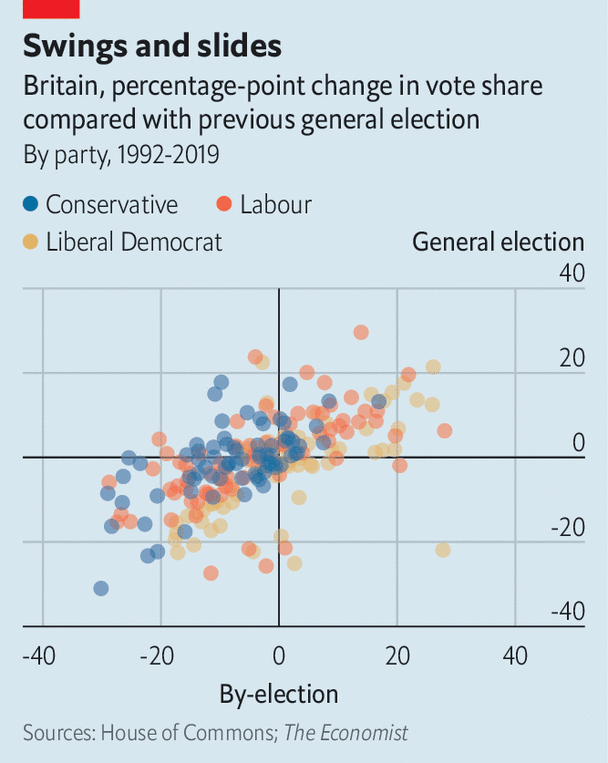 Swings and slides
Britain, percentage-point change in vote share
compared with previous general election
By party, 1992-2019
Conservative
Labour
Liberal Democrat
General election
40
20
0
-20
-40
-40
-20
0
20
40
By-election
Sources: House of Commons; The Economist